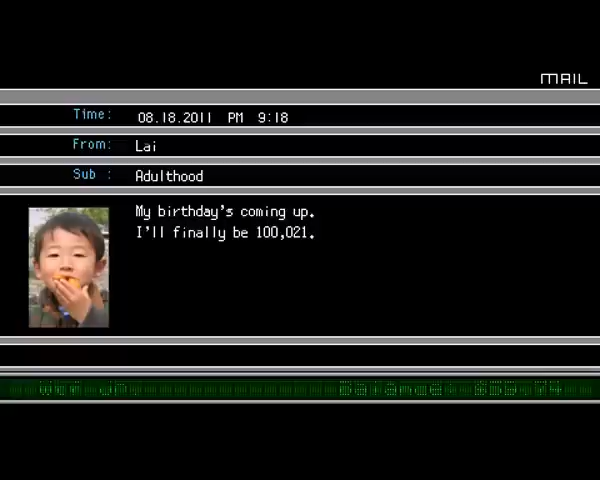 MAIL
Time: 08.18.2011 PM 9:18
From: Lai
Sub : Adulthood
My birthday's coming up.
I'll finally be 100,021.